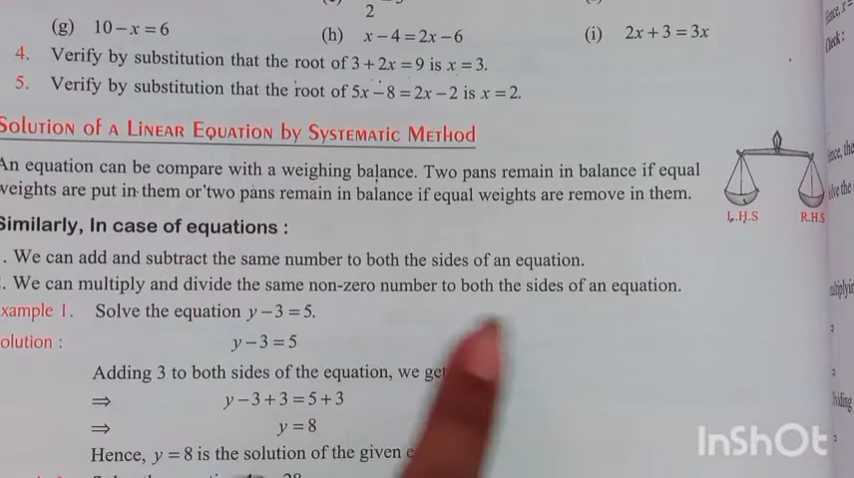 2
(g) 10-x=6
(h) x-4=2x-6
(i) 2x+3=3x
4. Verify by substitution that the root of 3+2x=9 is x=3.
5. Verify by substitution that the root of 5x-8=2x-2 is x=2.
Solution of a Linear Equation by Systematic Method
An equation can be compare with a weighing balance. Two pans remain in balance if equal
weights are put in them or two pans remain in balance if equal weights are remove in them.
L.H.S R.H.S
Similarly, In case of equations :
. We can add and subtract the same number to both the sides of an equation.
. We can multiply and divide the same non-zero number to both the sides of an equation.
xample 1. Solve the equation y-3=5.
olution : y-3=5
Adding 3 to both sides of the equation, we get
⇒ y-3+3=5+3
⇒ y=8
Hence, y=8 is the solution of the given
InShOt